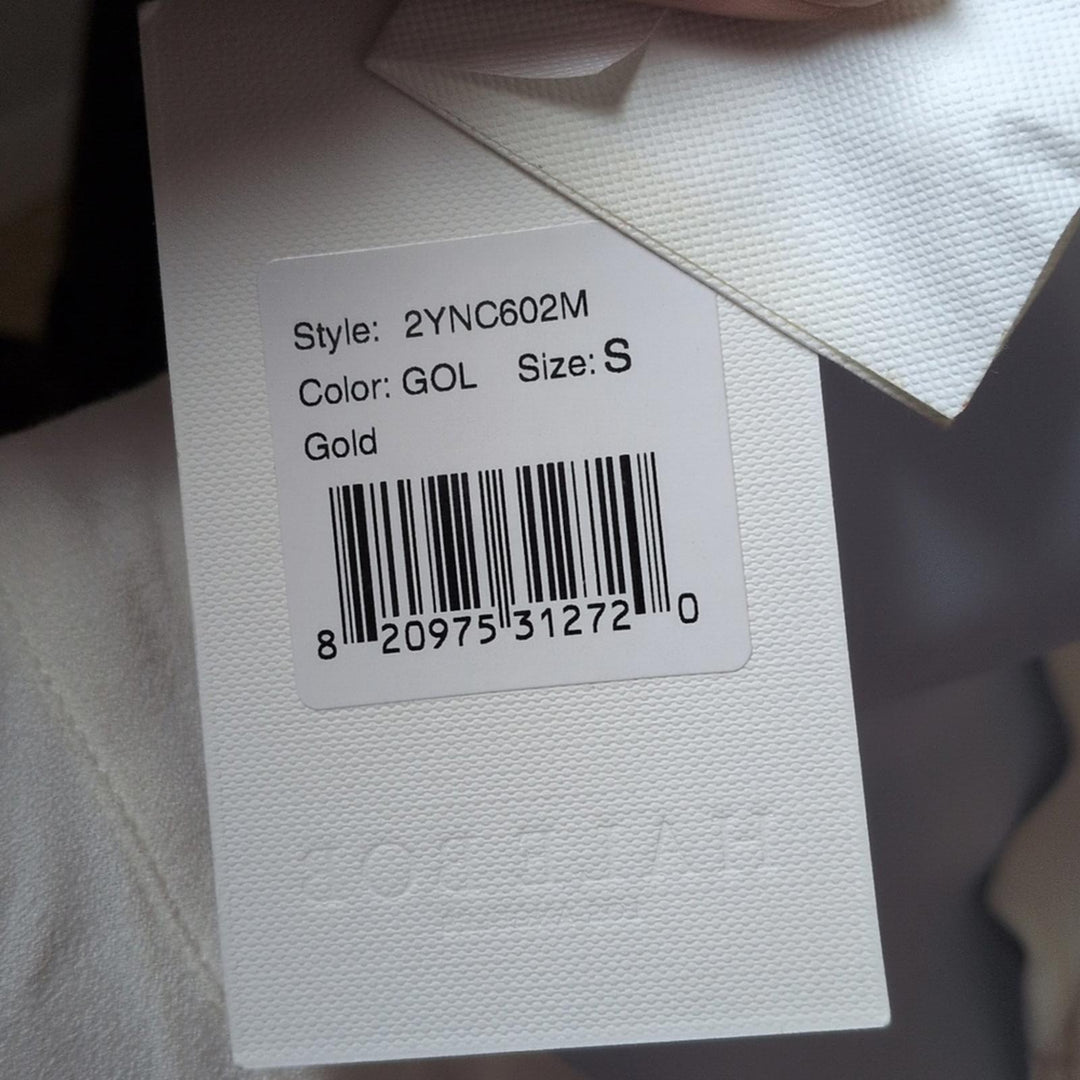 Style: 2YNC602M
Color: GOL Size: S
Gold
8 20975 31272 0